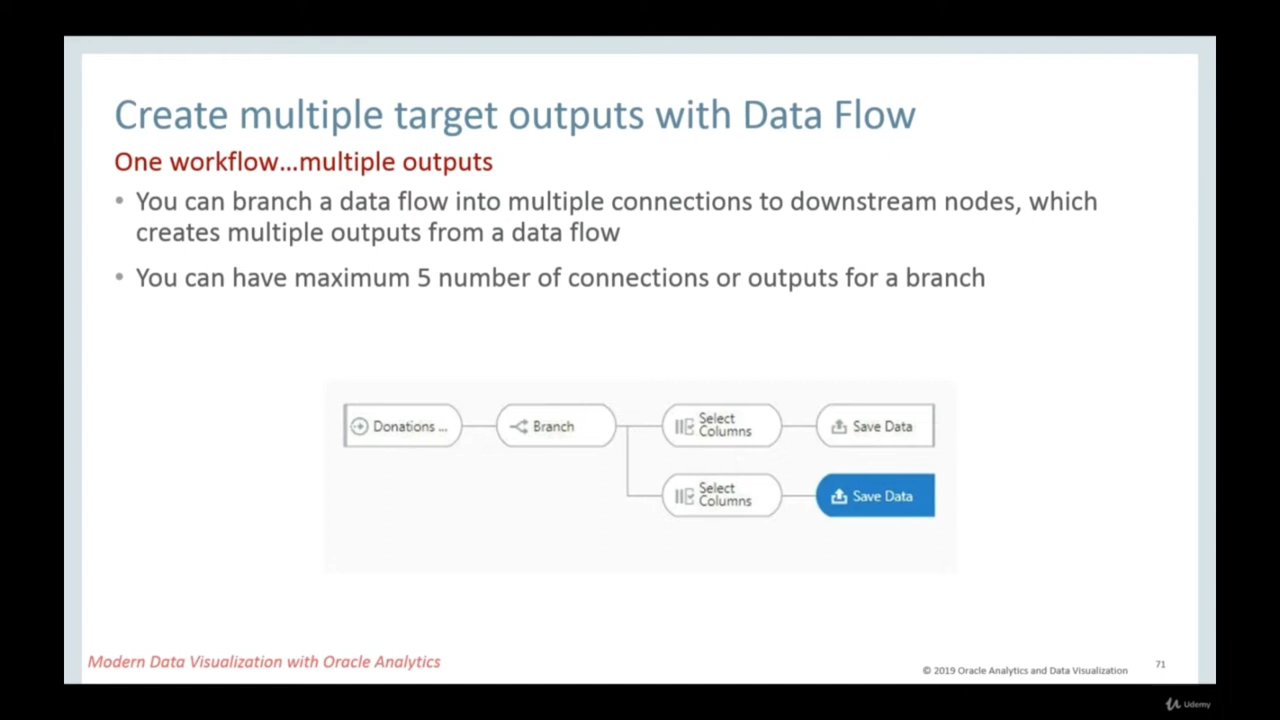 Create multiple target outputs with Data Flow
One workflow...multiple outputs
• You can branch a data flow into multiple connections to downstream nodes, which
creates multiple outputs from a data flow
• You can have maximum 5 number of connections or outputs for a branch
Donations ...
Branch
Select
Columns
Save Data
Select
Columns
Save Data
Modern Data Visualization with Oracle Analytics
© 2019 Oracle Analytics and Data Visualization
71
Udemy